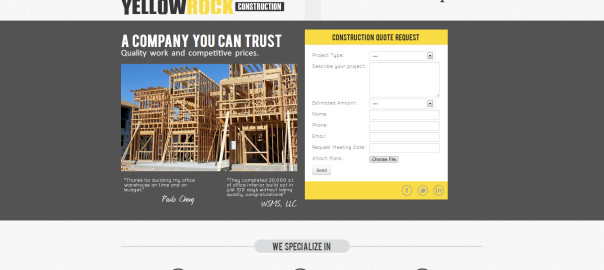 YELLOWROCK CONSTRUCTION
A COMPANY YOU CAN TRUST
Quality work and competitive prices.
"Thanks for building my office
warehouse on time and on
budget."
Paulo Chong
"They completed 20,000 s.f.
of office interior build out in
just 100 days without losing
quality, congratulations!"
WSMS, LLC
CONSTRUCTION QUOTE REQUEST
Project Type:
---
Describe your project:
Estimated Amount:
---
Name:
Phone:
Email:
Request Meeting Date:
Attach Plans:
Choose File
Send
WE SPECIALIZE IN